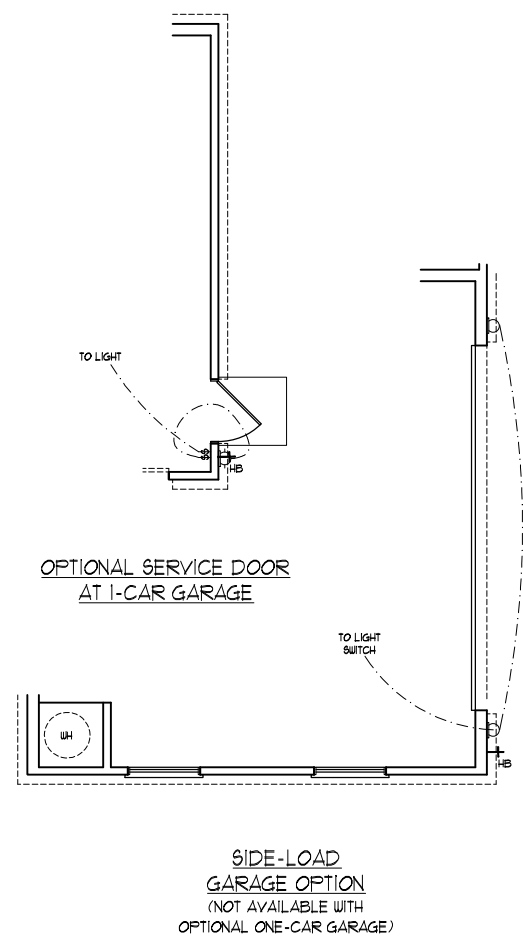 TO LIGHT
$$
HB
OPTIONAL SERVICE DOOR
AT 1-CAR GARAGE
TO LIGHT
SWITCH
WH
HB
SIDE-LOAD
GARAGE OPTION
(NOT AVAILABLE WITH
OPTIONAL ONE-CAR GARAGE)